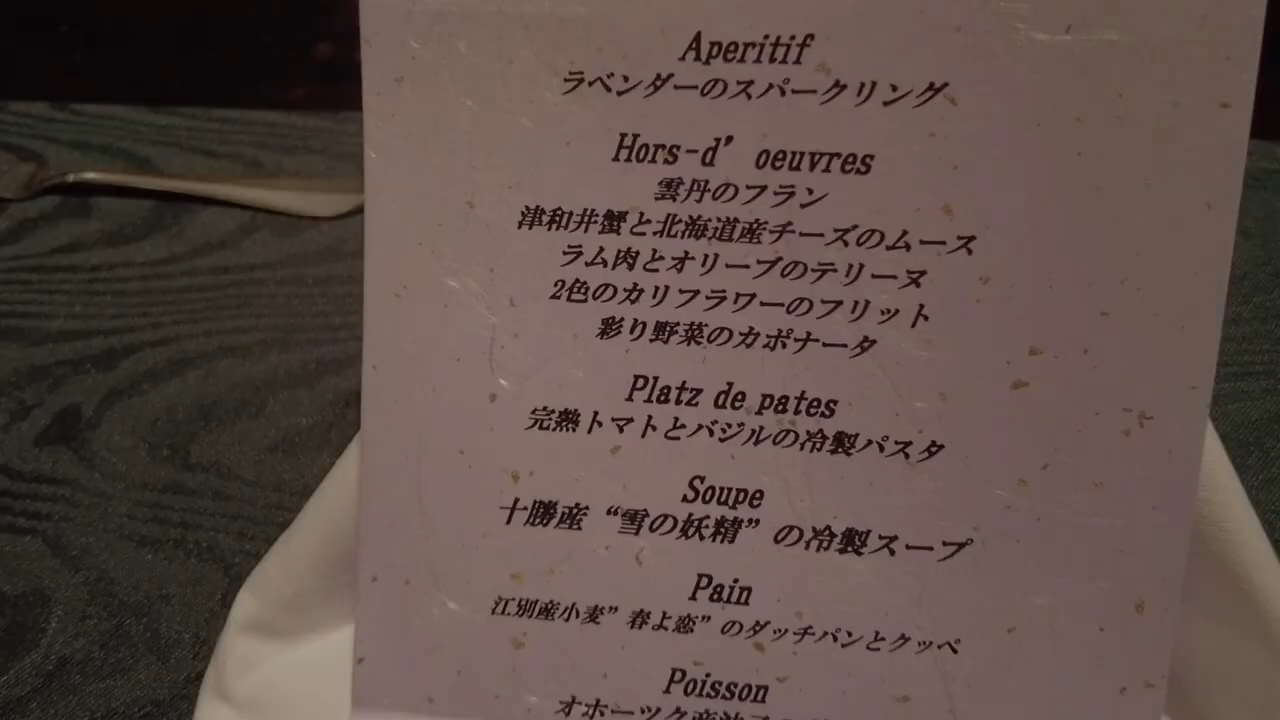 Aperitif
ラベンダーのスパークリング
Hors-d’oeuvres
雲丹のフラン
津和井蟹と北海道産チーズのムース
ラム肉とオリーブのテリーヌ
2色のカリフラワーのフリット
彩り野菜のカポナータ
Platz de pates
完熟トマトとバジルの冷製パスタ
Soupe
十勝産“雪の妖精”の冷製スープ
Pain
江別産小麦”春よ恋”のダッチパンとクッペ
Poisson
オホーツク産